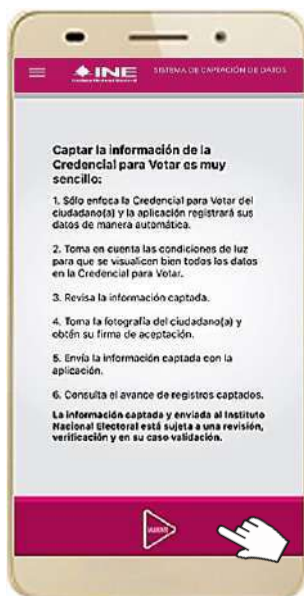 INE
SISTEMA DE CAPTACIÓN DE DATOS
Captar la información de la
Credencial para Votar es muy
sencillo:
1. Sólo enfoca la Credencial para Votar del
ciudadano(a) y la aplicación registrará sus
datos de manera automática.
2. Toma en cuenta las condiciones de luz
para que se visualicen bien todos los datos
en la Credencial para Votar.
3. Revisa la información captada.
4. Toma la fotografía del ciudadano(a) y
obtén su firma de aceptación.
5. Envía la información captada con la
aplicación.
6. Consulta el avance de registros captados.
La información captada y enviada al Instituto
Nacional Electoral está sujeta a una revisión,
verificación y en su caso validación.